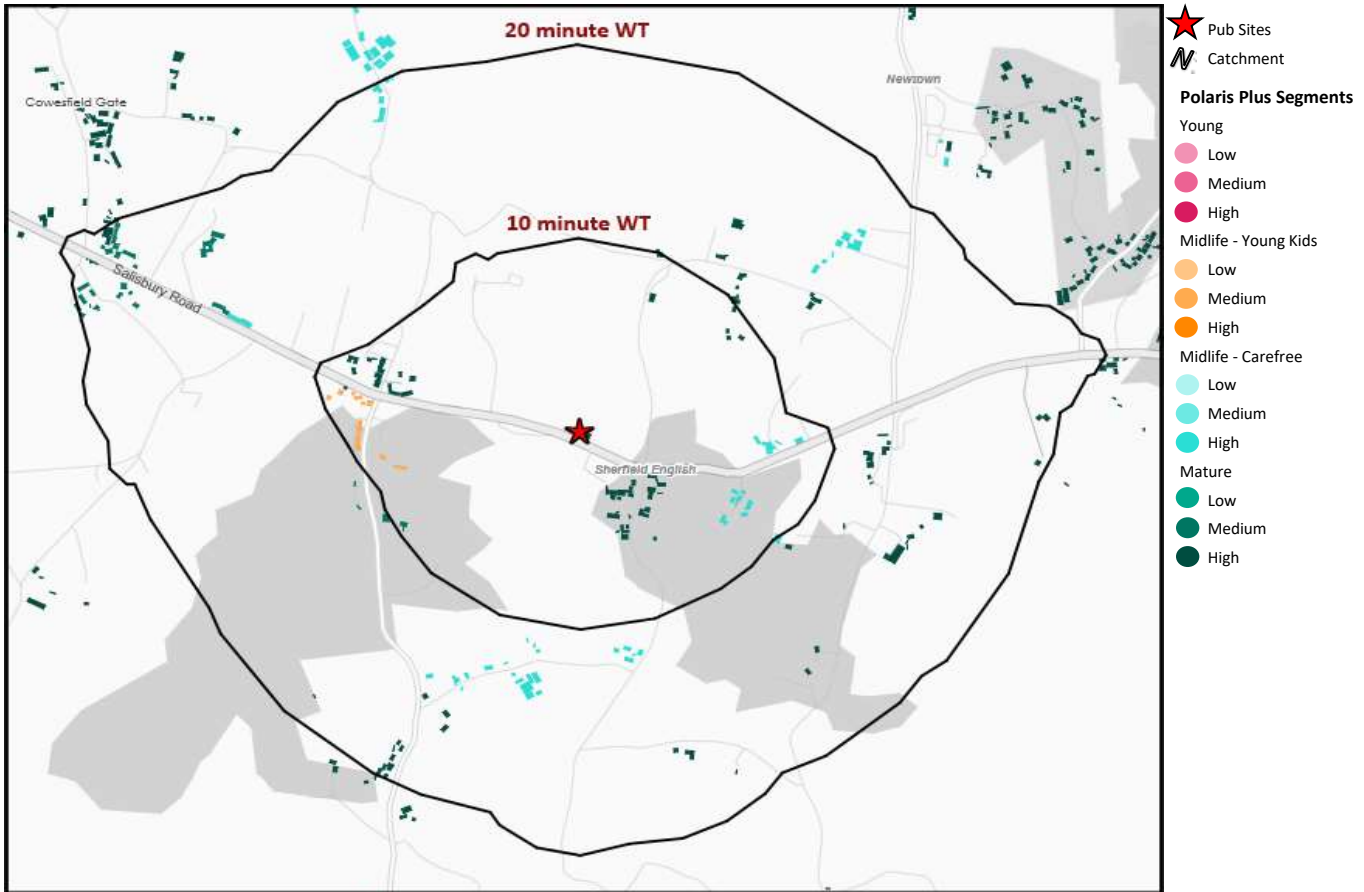 20 minute WT
Newtown
Cowesfield Gate
10 minute WT
Salisbury Road
Sherfield English
Pub Sites
Catchment
Polaris Plus Segments
Young
Low
Medium
High
Midlife - Young Kids
Low
Medium
High
Midlife - Carefree
Low
Medium
High
Mature
Low
Medium
High